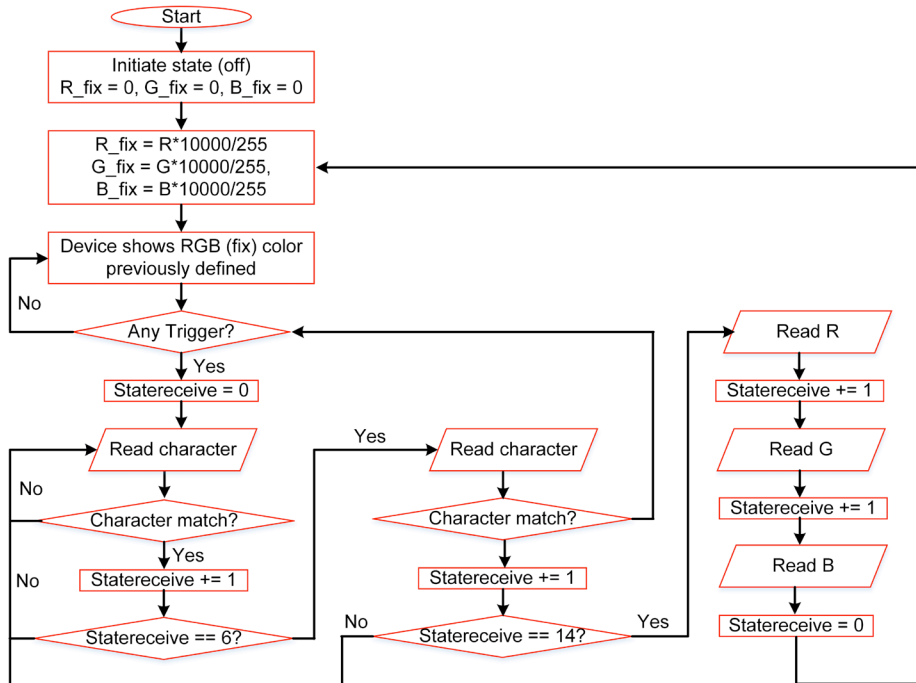 Start
Initiate state (off)
R_fix = 0, G_fix = 0, B_fix = 0
R_fix = R*10000/255
G_fix = G*10000/255,
B_fix = B*10000/255
Device shows RGB (fix) color
previously defined
No
Any Trigger?
Yes
Statereceive = 0
Read character
No
Character match?
Yes
No
Statereceive += 1
Statereceive == 6?
Yes
Read character
Character match?
Statereceive += 1
No
Statereceive == 14?
Yes
Read R
Statereceive += 1
Read G
Statereceive += 1
Read B
Statereceive = 0